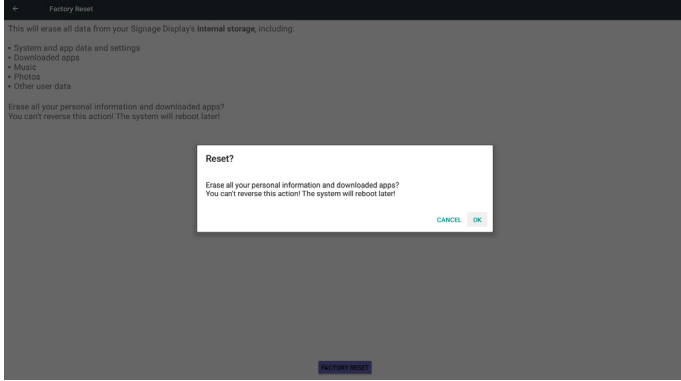 Factory Reset
This will erase all data from your Signage Display's Internal storage, including:
• System and app data and settings
• Downloaded apps
• Music
• Photos
• Other user data
Erase all your personal information and downloaded apps?
You can't reverse this action! The system will reboot later!
Reset?
Erase all your personal information and downloaded apps?
You can't reverse this action! The system will reboot later!
CANCEL OK
FACTORY RESET